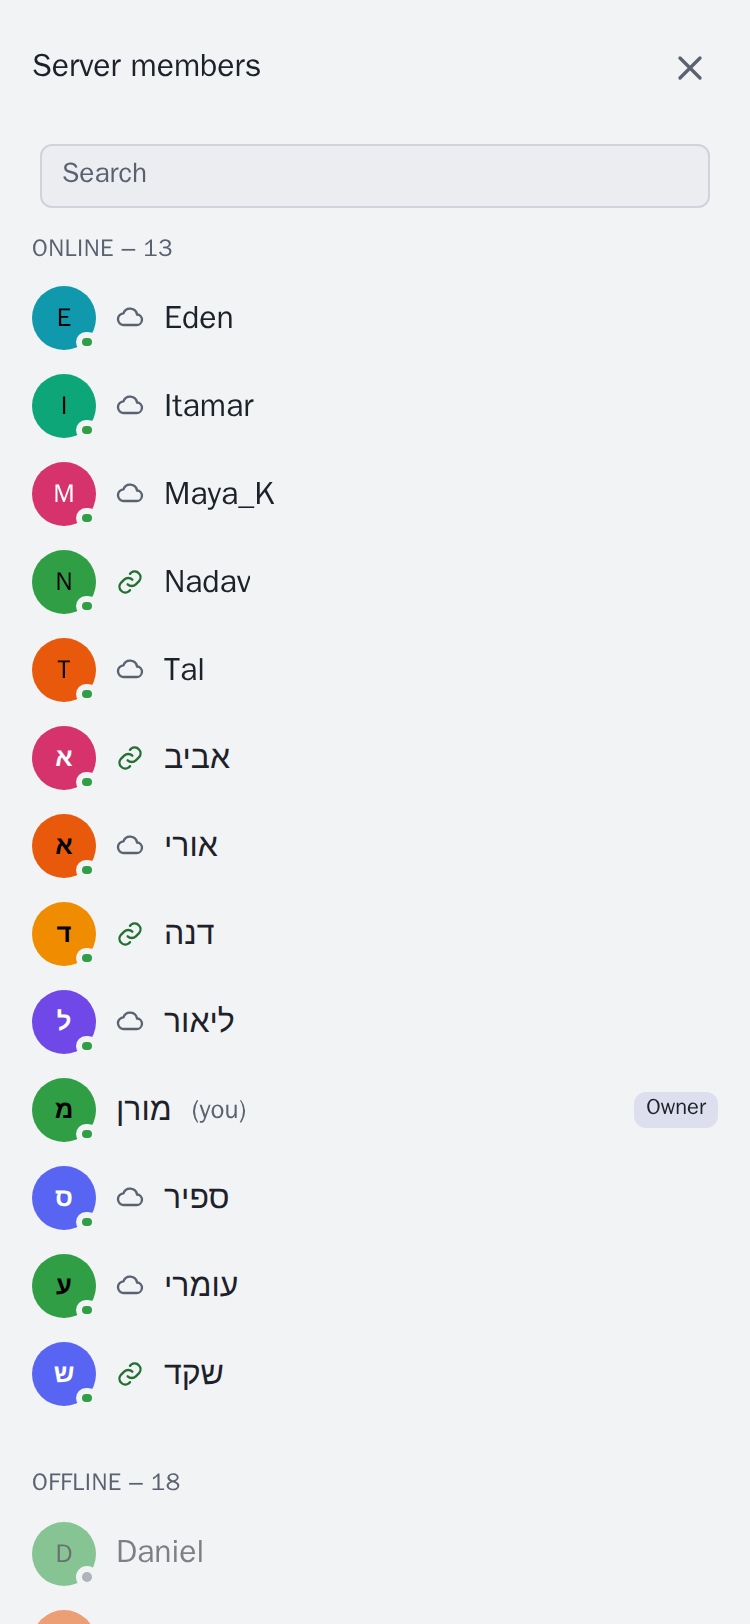 Server members
Search
ONLINE – 13
E Eden
I Itamar
M Maya_K
N Nadav
T Tal
א אביב
א אורי
ד דנה
ל ליאור
מ מורן (you) Owner
ס ספיר
ע עומרי
ש שקד
OFFLINE – 18
D Daniel